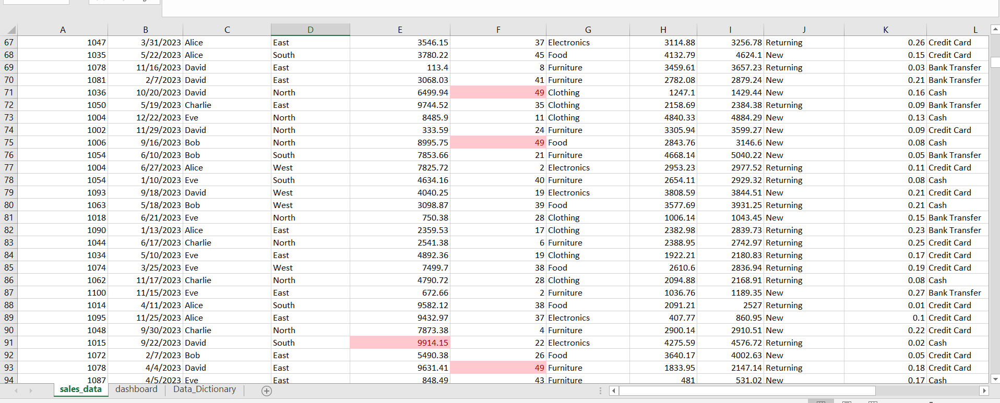 A B C D E F G H I J K L
67 1047 3/31/2023 Alice East 3546.15 37 Electronics 3114.88 3256.78 Returning 0.26 Credit Card
68 1035 5/22/2023 Alice South 3780.22 45 Food 4132.79 4624.1 New 0.15 Credit Card
69 1078 11/16/2023 David East 113.4 8 Furniture 3459.61 3657.23 Returning 0.03 Bank Transfer
70 1081 2/7/2023 David East 3068.03 41 Furniture 2782.08 2879.24 New 0.21 Bank Transfer
71 1036 10/20/2023 David North 6499.94 49 Clothing 1247.1 1429.44 New 0.16 Cash
72 1050 5/19/2023 Charlie East 9744.52 35 Clothing 2158.69 2384.38 Returning 0.09 Bank Transfer
73 1004 12/22/2023 Eve North 8485.9 11 Clothing 4840.33 4884.29 New 0.13 Cash
74 1002 11/29/2023 David North 333.59 24 Furniture 3305.94 3599.27 New 0.09 Credit Card
75 1006 9/16/2023 Bob North 8995.75 49 Food 2843.76 3146.6 New 0.08 Cash
76 1054 6/10/2023 Bob South 7853.66 21 Furniture 4668.14 5040.22 New 0.05 Bank Transfer
77 1004 6/27/2023 Alice West 7825.72 2 Electronics 2953.23 2977.52 Returning 0.11 Credit Card
78 1054 1/10/2023 Eve South 4634.16 40 Furniture 2654.11 2929.32 Returning 0.08 Cash
79 1093 9/18/2023 David West 4040.25 19 Electronics 3808.59 3844.51 New 0.21 Credit Card
80 1063 5/18/2023 Bob West 3098.87 39 Food 3577.69 3931.25 Returning 0.21 Cash
81 1018 6/21/2023 Eve North 750.38 28 Clothing 1006.14 1043.45 New 0.15 Bank Transfer
82 1090 1/13/2023 Alice East 2359.53 17 Clothing 2382.98 2839.73 Returning 0.23 Bank Transfer
83 1044 6/17/2023 Charlie North 2541.38 6 Furniture 2388.95 2742.97 Returning 0.25 Credit Card
84 1034 5/10/2023 Eve East 4892.36 19 Clothing 1922.21 2180.83 Returning 0.17 Credit Card
85 1074 3/25/2023 Eve West 7499.7 38 Food 2610.6 2836.94 Returning 0.19 Credit Card
86 1062 11/17/2023 Charlie North 4790.72 28 Clothing 2094.88 2168.91 Returning 0.08 Cash
87 1100 11/15/2023 Eve East 672.66 2 Furniture 1036.76 1189.35 New 0.27 Bank Transfer
88 1014 4/11/2023 Alice South 9582.12 38 Food 2091.21 2527 Returning 0.01 Credit Card
89 1095 11/25/2023 Alice East 9432.97 37 Electronics 407.77 860.95 New 0.1 Credit Card
90 1048 9/30/2023 Charlie North 7873.38 4 Furniture 2900.14 2910.51 New 0.22 Credit Card
91 1015 9/22/2023 David South 9914.15 22 Electronics 4275.59 4576.72 Returning 0.02 Cash
92 1072 2/7/2023 Bob East 5490.38 26 Food 3640.17 4002.63 New 0.05 Credit Card
93 1078 4/4/2023 David East 9631.41 49 Furniture 1833.95 2147.14 Returning 0.18 Credit Card
94 1087 4/5/2023 Eve East 848.49 43 Furniture 481 531.02 New 0.17 Cash
sales_data dashboard Data_Dictionary